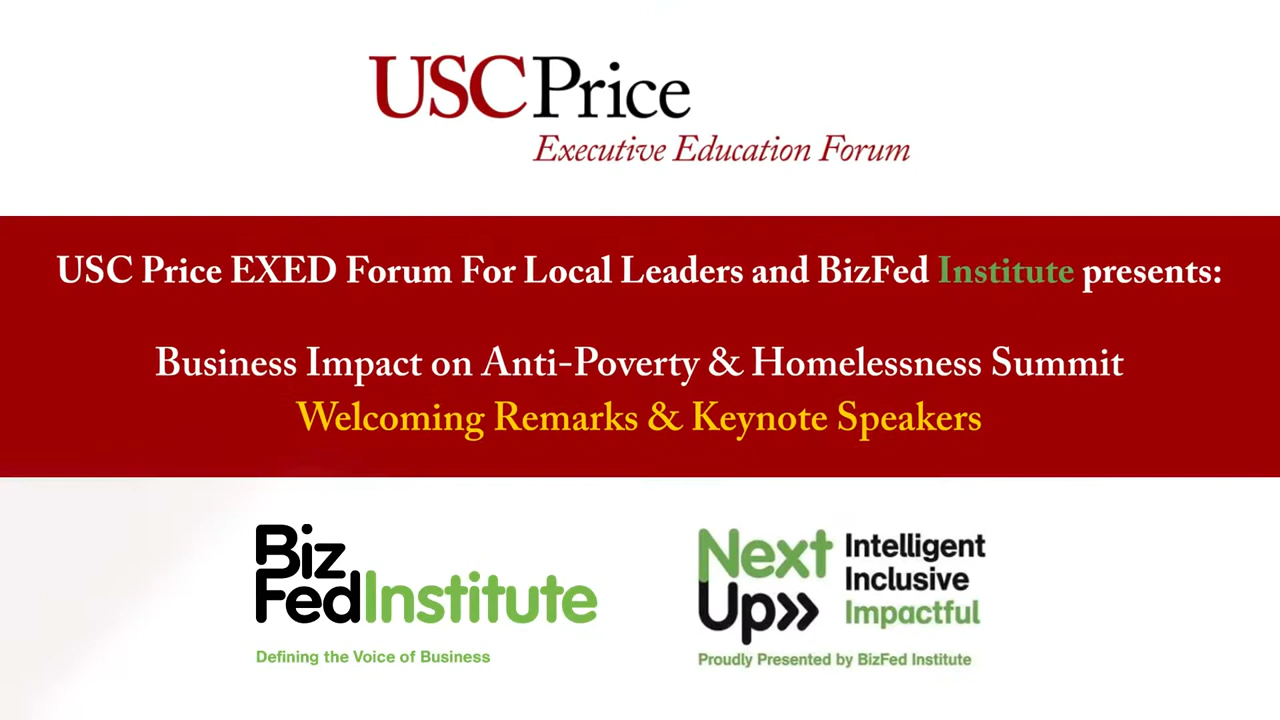 USC Price
Executive Education Forum
USC Price EXED Forum For Local Leaders and BizFed Institute presents:
Business Impact on Anti-Poverty & Homelessness Summit
Welcoming Remarks & Keynote Speakers
Biz
FedInstitute
Defining the Voice of Business
Next
Up>>
Intelligent
Inclusive
Impactful
Proudly Presented by BizFed Institute